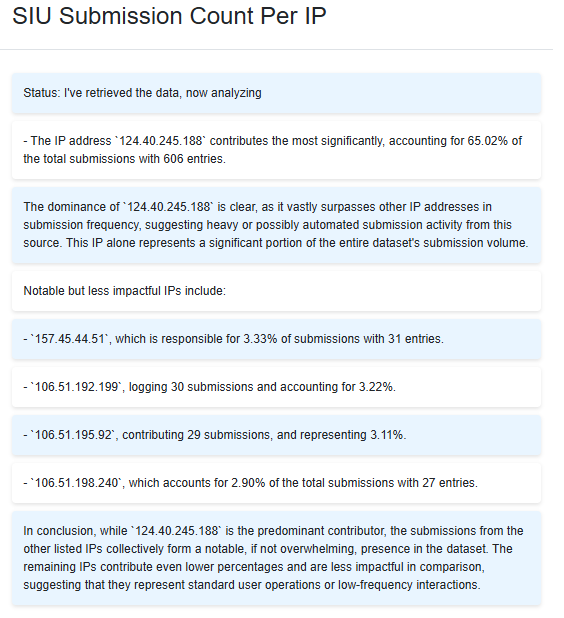 SIU Submission Count Per IP
Status: I've retrieved the data, now analyzing
- The IP address `124.40.245.188` contributes the most significantly, accounting for 65.02% of
the total submissions with 606 entries.
The dominance of `124.40.245.188` is clear, as it vastly surpasses other IP addresses in
submission frequency, suggesting heavy or possibly automated submission activity from this
source. This IP alone represents a significant portion of the entire dataset's submission volume.
Notable but less impactful IPs include:
- `157.45.44.51`, which is responsible for 3.33% of submissions with 31 entries.
- `106.51.192.199`, logging 30 submissions and accounting for 3.22%.
- `106.51.195.92`, contributing 29 submissions, and representing 3.11%.
- `106.51.198.240`, which accounts for 2.90% of the total submissions with 27 entries.
In conclusion, while `124.40.245.188` is the predominant contributor, the submissions from the
other listed IPs collectively form a notable, if not overwhelming, presence in the dataset. The
remaining IPs contribute even lower percentages and are less impactful in comparison,
suggesting that they represent standard user operations or low-frequency interactions.